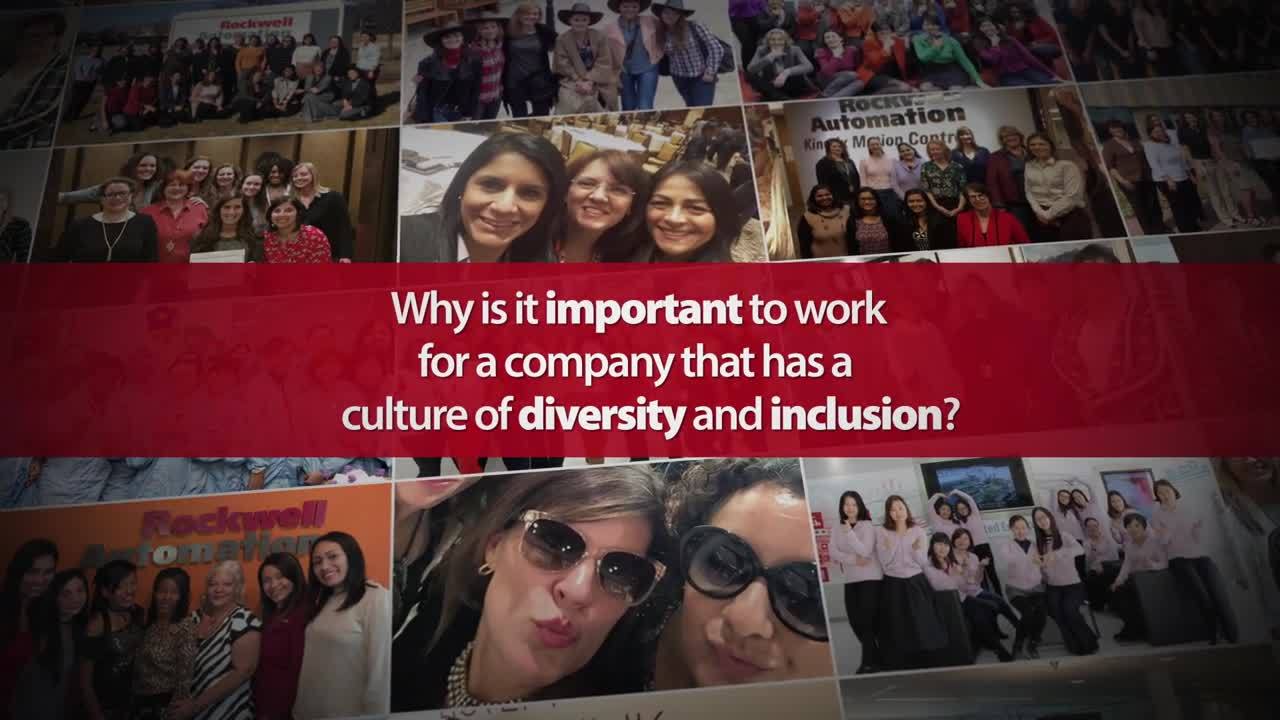 Rockwell
Automation
Rockwell
Automation
Kinetix Motion Control
Why is it important to work
for a company that has a
culture of diversity and inclusion?
Rockwell
Automation